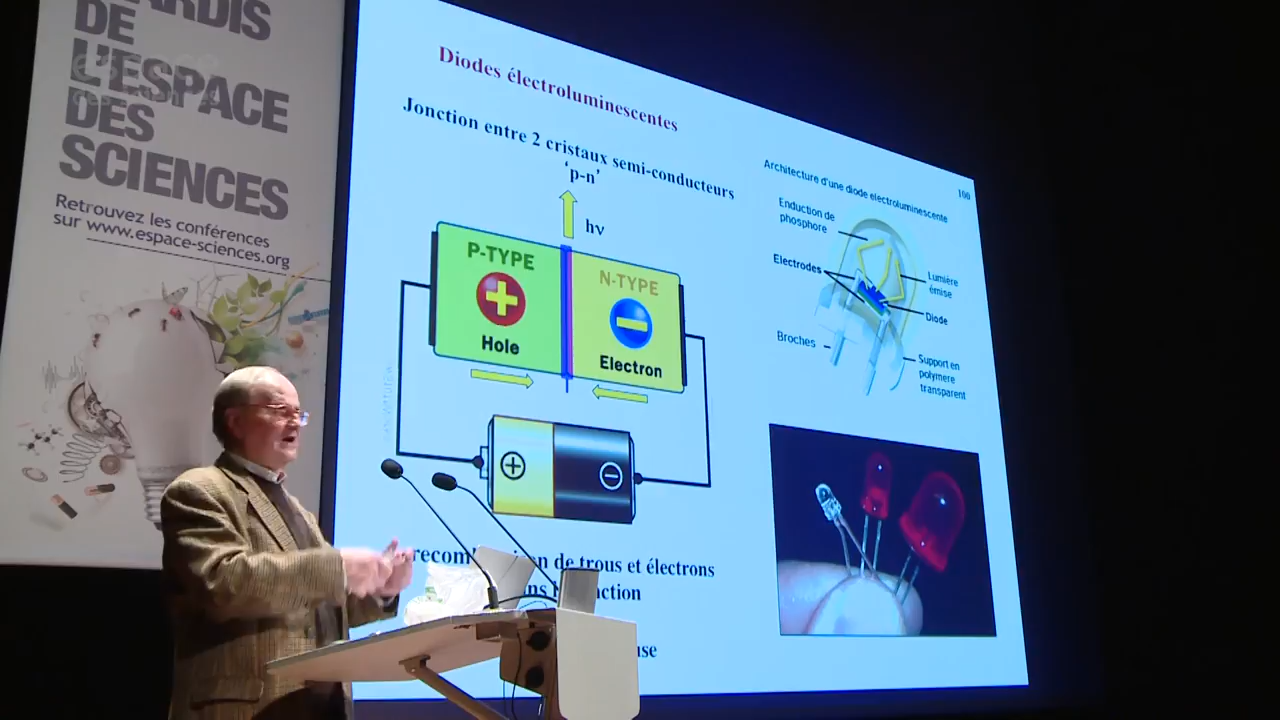 ARDIS
DE
L'ESPACE
DES
SCIENCES
Retrouvez les conférences
sur www.espace-sciences.org
Diodes électroluminescentes
Jonction entre 2 cristaux semi-conducteurs
‘p-n’
hν
P-TYPE
N-TYPE
Hole
Electron
+
−
de trous et électrons
Architecture d'une diode electroluminescente
100
Enduction de
phosphore
Electrodes
Lumière
émise
Diode
Broches
Support en
polymere
transparent